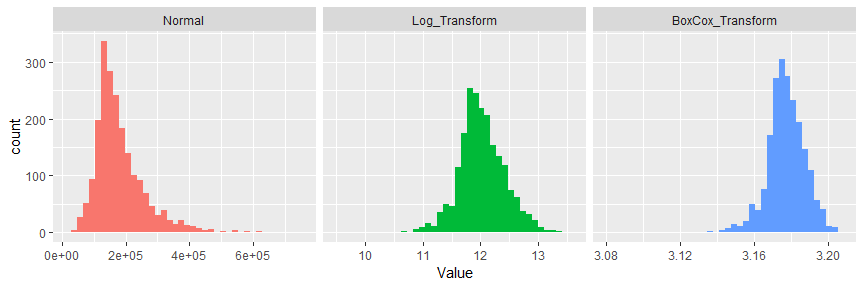 Normal Log_Transform BoxCox_Transform
count
300
200
100
0
0e+00 2e+05 4e+05 6e+05 10 11 12 13 3.08 3.12 3.16 3.20
Value